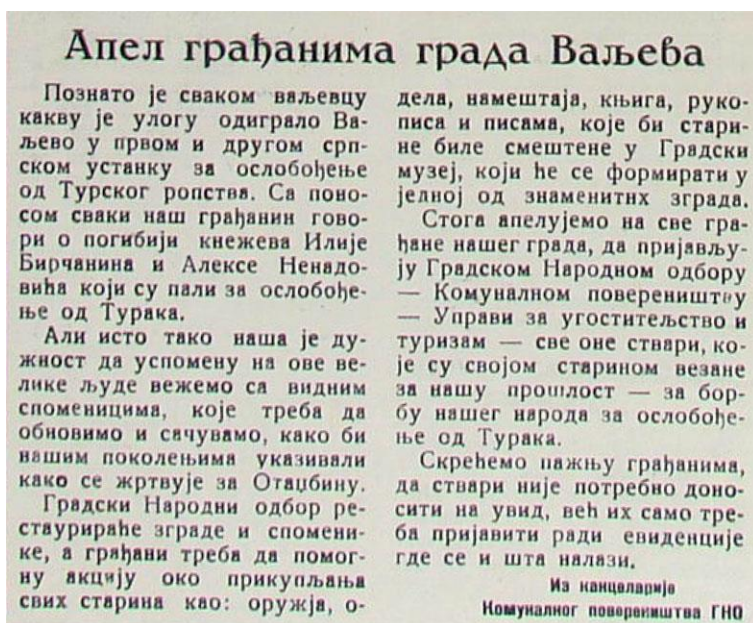 Апел грађанима града Ваљева
Познато је сваком ваљевцу
какву је улогу одиграло Ва-
љево у првом и другом срп-
ском устанку за ослобођење
од Турског ропства. Са поно-
сом сваки наш грађанин гово-
ри о погибији кнежева Илије
Бирчанина и Алексе Ненадо-
вића који су пали за ослобође-
ње од Турака.
Али исто тако наша је ду-
жност да успомену на ове ве-
лике људе вежемо са видним
споменицима, које треба да
обновимо и сачувамо, како би
нашим поколењима указивали
како се жртвује за Отаџбину.
Градски Народни одбор ре-
стаурираће зграде и спомени-
ке, а грађани треба да помог-
ну акцију око прикупљања
свих старина као: оружја, о-
дела, намештаја, књига, руко-
писа и писама, које би стари-
не биле смештене у Градски
музеј, који ће се формирати у
једној од знаменитих зграда.
Стога апелујемо на све гра-
ђане нашег града, да пријављу-
ју Градском Народном одбору
— Комуналном повереништву
— Управи за угоститељство и
туризам — све оне ствари, ко-
је су својом старином везане
за нашу прошлост — за бор-
бу нашег народа за ослобође-
ње од Турака.
Скрећемо пажњу грађанима,
да ствари није потребно доно-
сити на увид, већ их само тре-
ба пријавити ради евиденције
где се и шта налази.
Из канцеларије
Комуналног повереништва ГНО